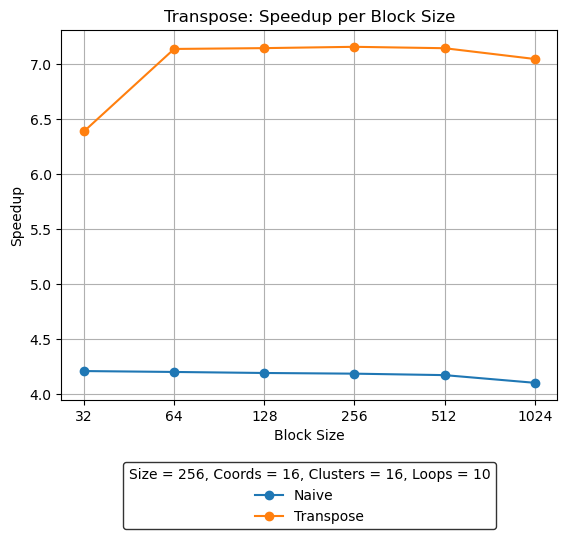 Transpose: Speedup per Block Size
Speedup
7.0
6.5
6.0
5.5
5.0
4.5
4.0
32 64 128 256 512 1024
Block Size
Size = 256, Coords = 16, Clusters = 16, Loops = 10
Naive
Transpose